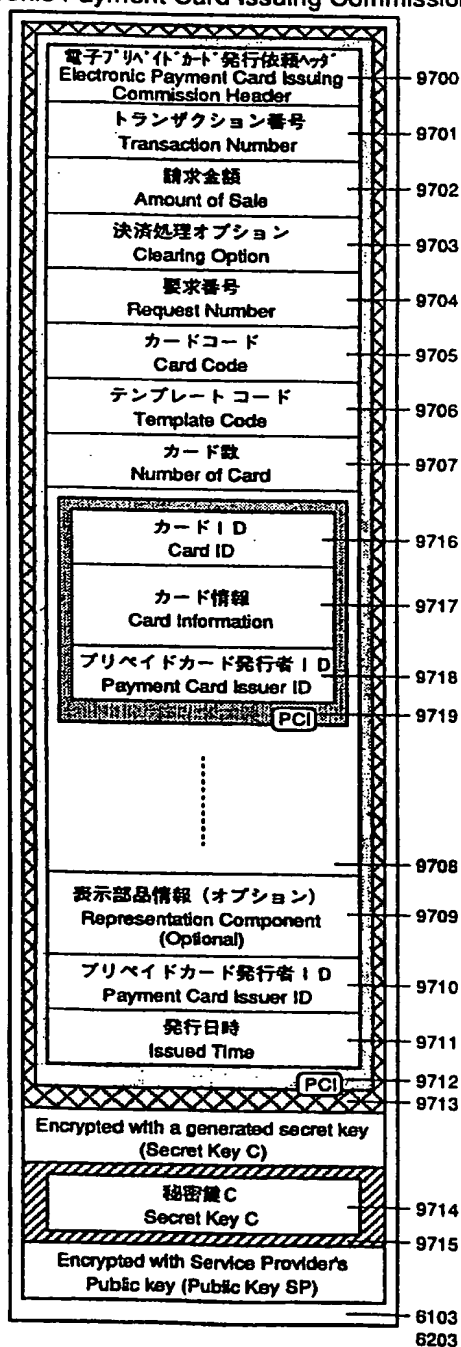 onic Payment Card Issuing Commission
電子プリペイドカード発行依頼ヘッダ
Electronic Payment Card Issuing
Commission Header
9700
トランザクション番号
Transaction Number
9701
請求金額
Amount of Sale
9702
決済処理オプション
Clearing Option
9703
要求番号
Request Number
9704
カードコード
Card Code
9705
テンプレートコード
Template Code
9706
カード数
Number of Card
9707
カードID
Card ID
9716
カード情報
Card Information
9717
プリペイドカード発行者ID
Payment Card Issuer ID
9718
PCI
9719
9708
表示部品情報（オプション）
Representation Component
(Optional)
9709
プリペイドカード発行者ID
Payment Card Issuer ID
9710
発行日時
Issued Time
9711
PCI
9712
9713
Encrypted with a generated secret key
(Secret Key C)
秘密鍵C
Secret Key C
9714
9715
Encrypted with Service Provider's
Public key (Public Key SP)
6103
6203